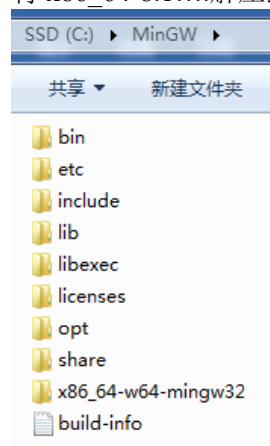 SSD (C:) ▸ MinGW ▸
共享 ▼ 新建文件夹
bin
etc
include
lib
libexec
licenses
opt
share
x86_64-w64-mingw32
build-info